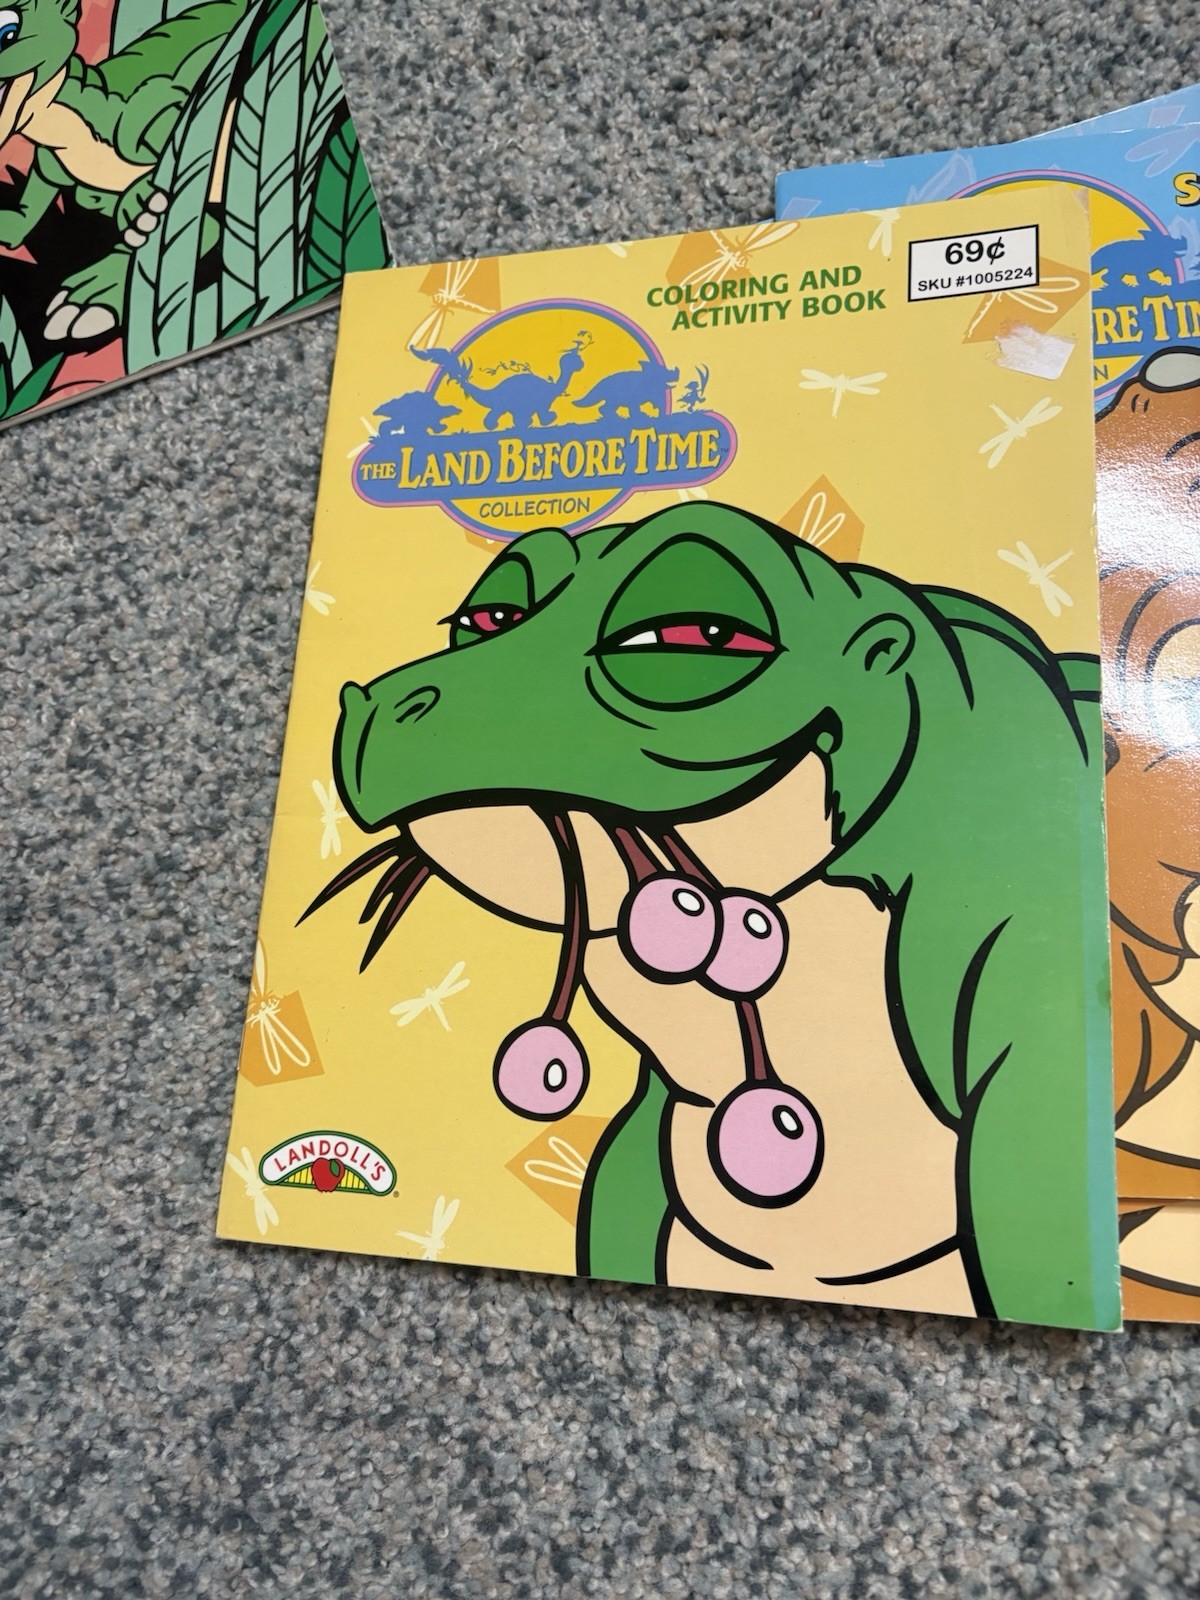 COLORING AND
ACTIVITY BOOK
69¢
SKU #1005224
THE LAND BEFORE TIME
COLLECTION
LANDOLL'S